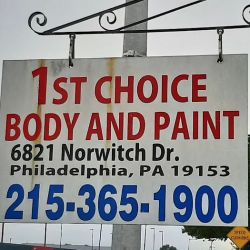 1ST CHOICE
BODY AND PAINT
6821 Norwitch Dr.
Philadelphia, PA 19153
215-365-1900